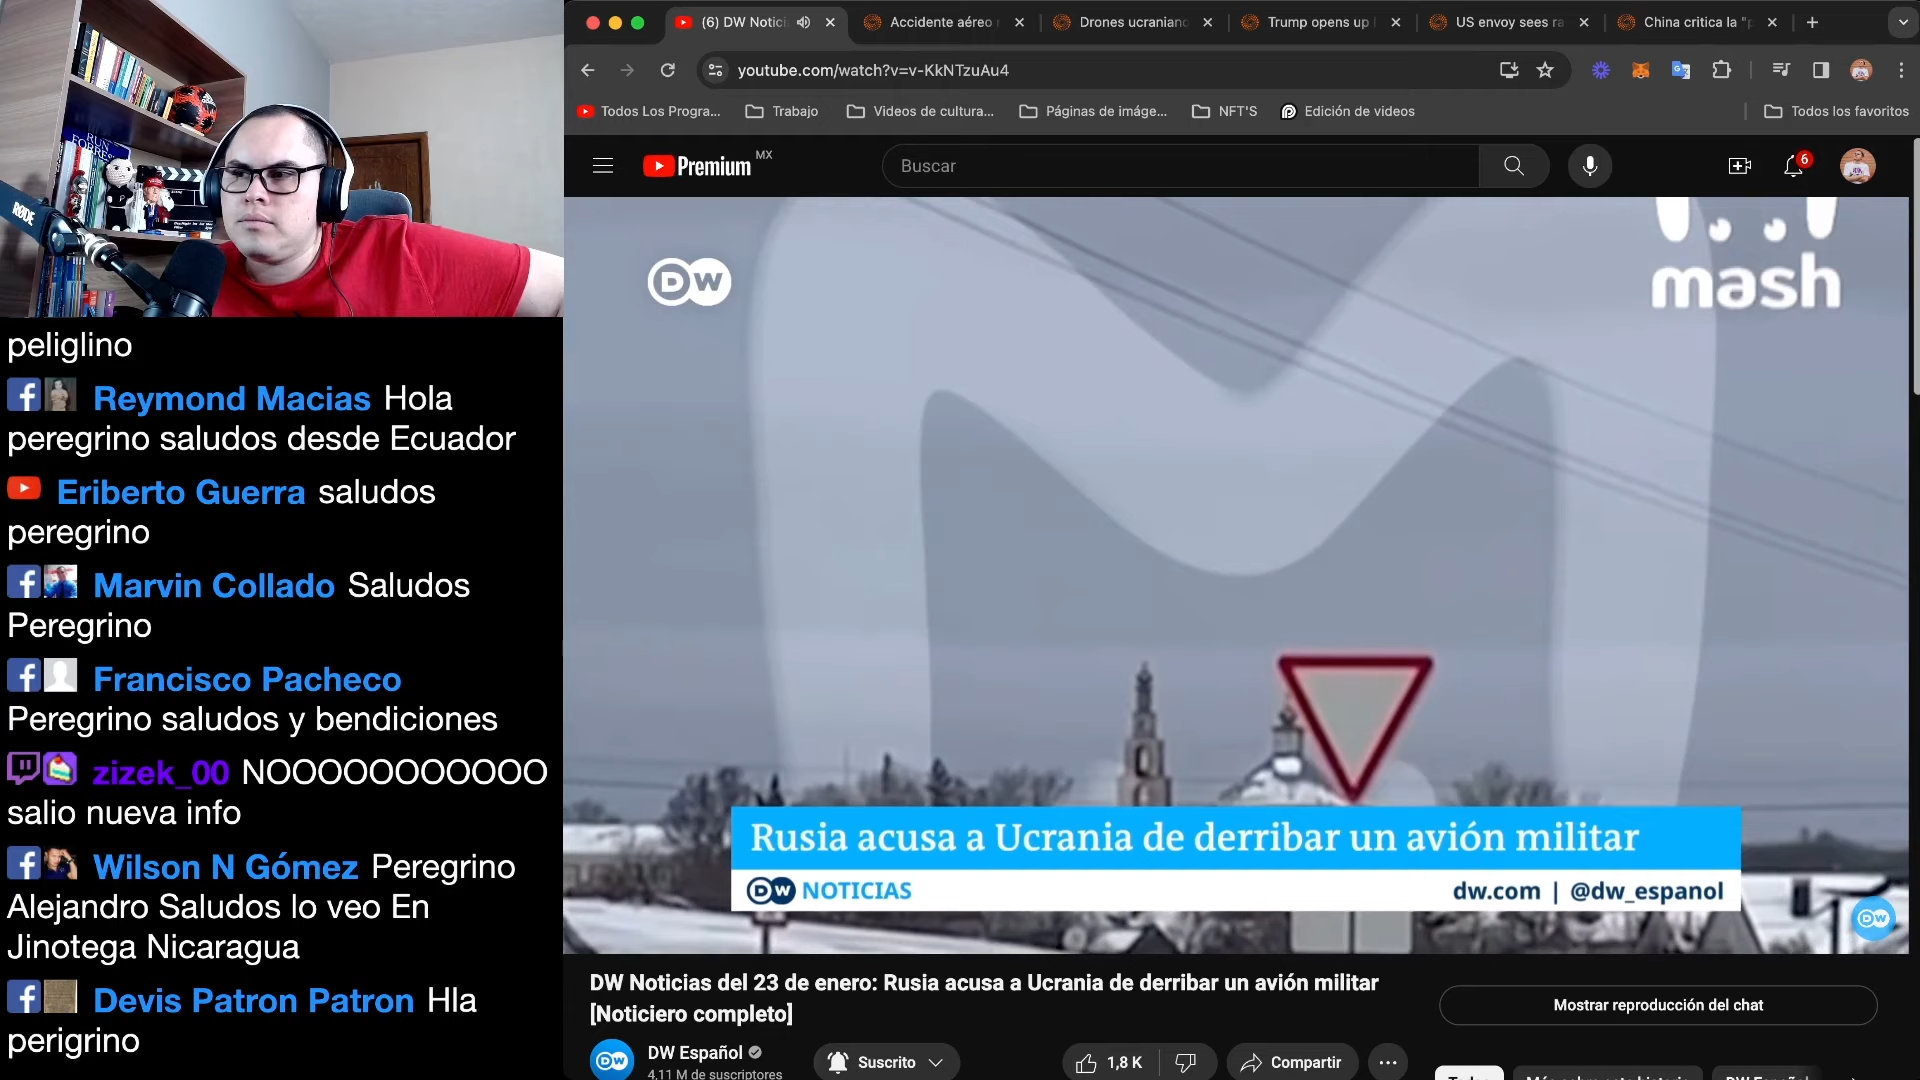 (6) DW Notici
Accidente aéreo
Drones ucraniano
Trump opens up
US envoy sees ra
China critica la "p
youtube.com/watch?v=v-KkNTzuAu4
Todos Los Progra...
Trabajo
Videos de cultura...
Páginas de imáge...
NFT'S
Edición de videos
Todos los favoritos
Premium MX
Buscar
6
RUN
RØDE
DW
mash
peliglino
Reymond Macias Hola
peregrino saludos desde Ecuador
Eriberto Guerra saludos
peregrino
Marvin Collado Saludos
Peregrino
Francisco Pacheco
Peregrino saludos y bendiciones
zizek_00 NOOOOOOOOOOO
salio nueva info
Wilson N Gómez Peregrino
Alejandro Saludos lo veo En
Jinotega Nicaragua
Devis Patron Patron Hla
perigrino
Rusia acusa a Ucrania de derribar un avión militar
DW NOTICIAS
dw.com | @dw_espanol
DW
DW Noticias del 23 de enero: Rusia acusa a Ucrania de derribar un avión militar
[Noticiero completo]
Mostrar reproducción del chat
DW
DW Español
4,11 M de suscriptores
Suscrito
1,8 K
Compartir